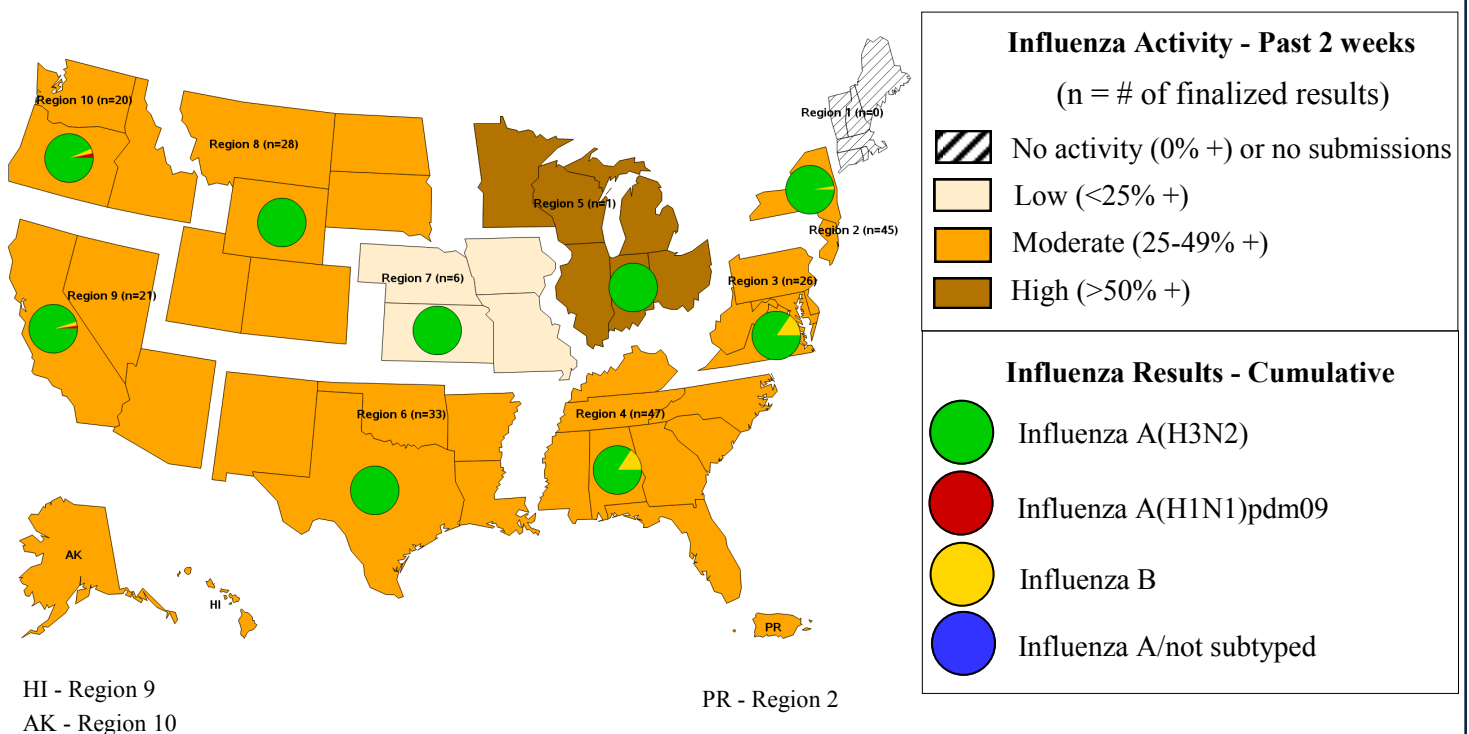 Region 10 (n=20)
Region 8 (n=28)
Region 1 (n=0)
Region 5 (n=1)
Region 2 (n=45)
Region 7 (n=6)
Region 3 (n=26)
Region 9 (n=21)
Region 6 (n=33)
Region 4 (n=47)
AK
HI
PR
HI - Region 9
AK - Region 10
PR - Region 2
Influenza Activity - Past 2 weeks
(n = # of finalized results)
No activity (0% +) or no submissions
Low (<25% +)
Moderate (25-49% +)
High (>50% +)
Influenza Results - Cumulative
Influenza A(H3N2)
Influenza A(H1N1)pdm09
Influenza B
Influenza A/not subtyped